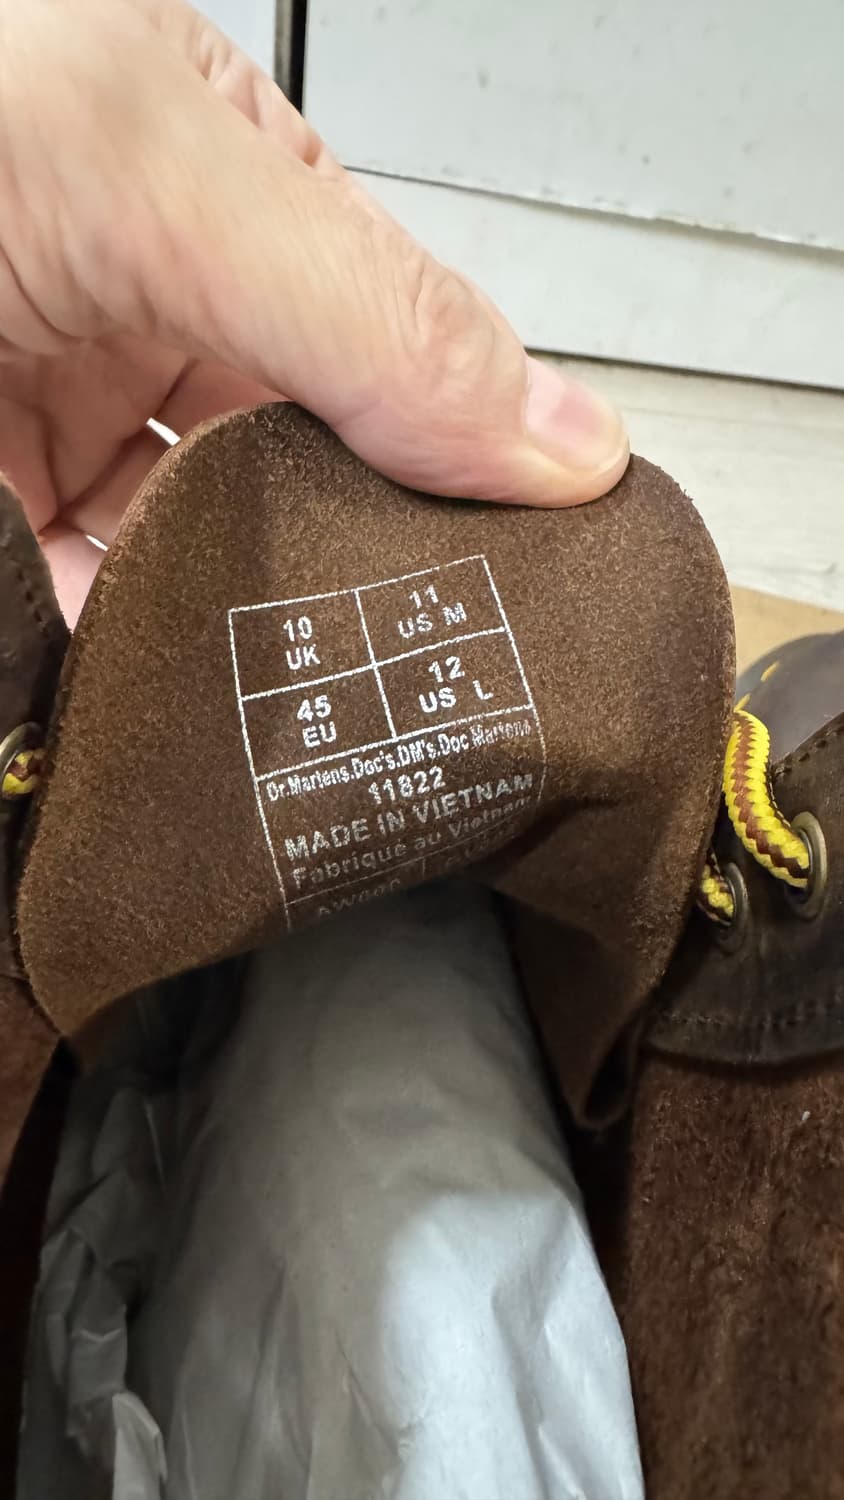 10 UK
11 US M
45 EU
12 US L
Dr.Martens.Doc's.DM's.Doc Martens
11822
MADE IN VIETNAM
Fabriqué au Vietnam